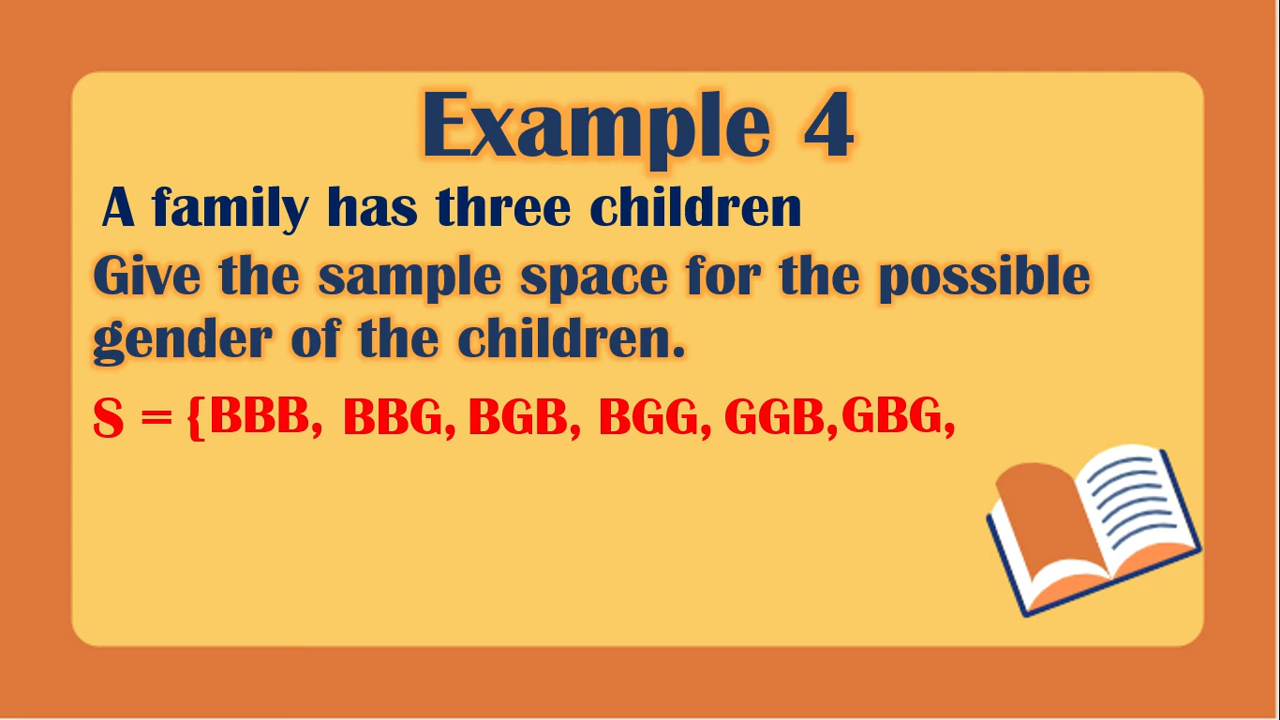 Example 4
A family has three children
Give the sample space for the possible
gender of the children.
S = {BBB, BBG, BGB, BGG, GGB,GBG,